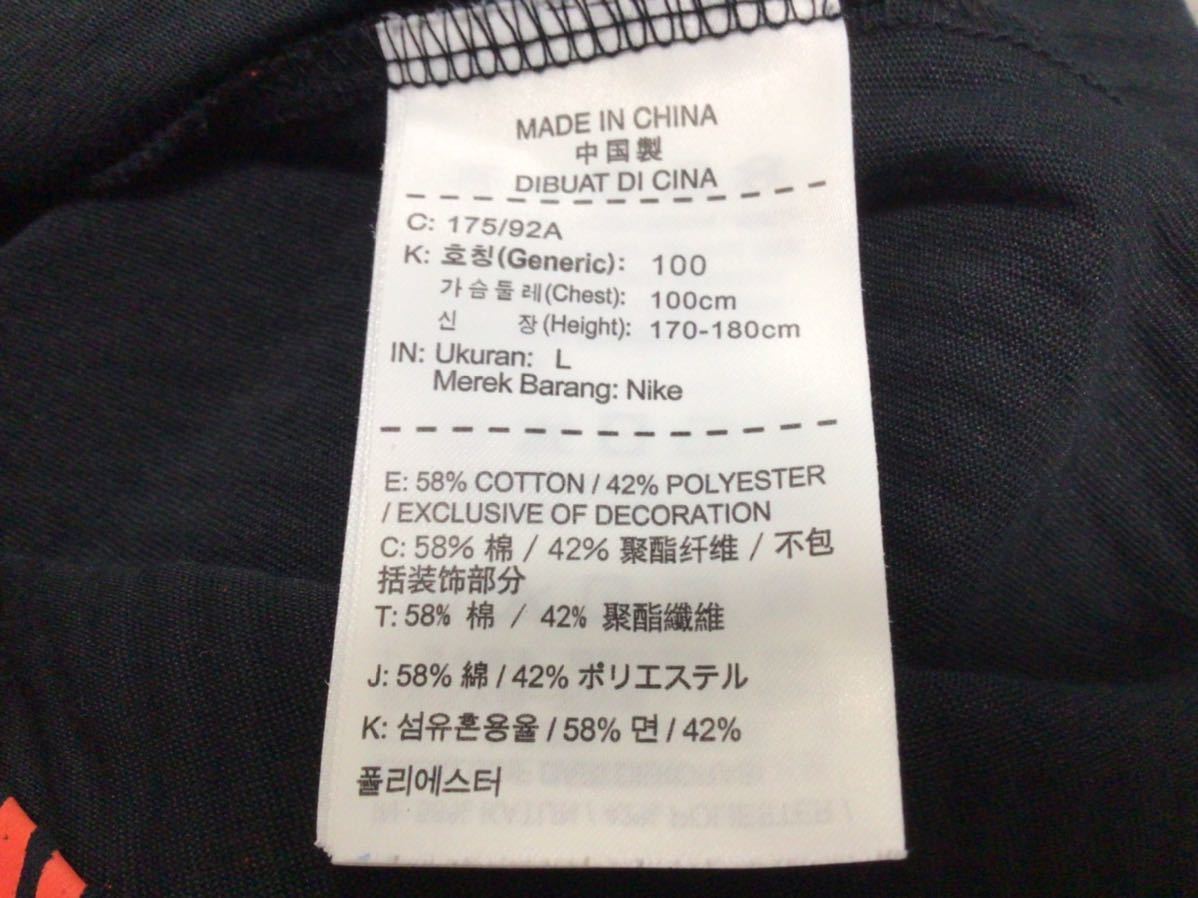 MADE IN CHINA
中国製
DIBUAT DI CINA
C: 175/92A
K: 호칭(Generic): 100
가슴둘레(Chest): 100cm
신 장(Height): 170-180cm
IN: Ukuran: L
Merek Barang: Nike
E: 58% COTTON / 42% POLYESTER
/ EXCLUSIVE OF DECORATION
C: 58% 棉 / 42% 聚酯纤维 / 不包
括装饰部分
T: 58% 棉 / 42% 聚酯纖維
J: 58% 綿 / 42% ポリエステル
K: 섬유혼용율 / 58% 면 / 42%
폴리에스터